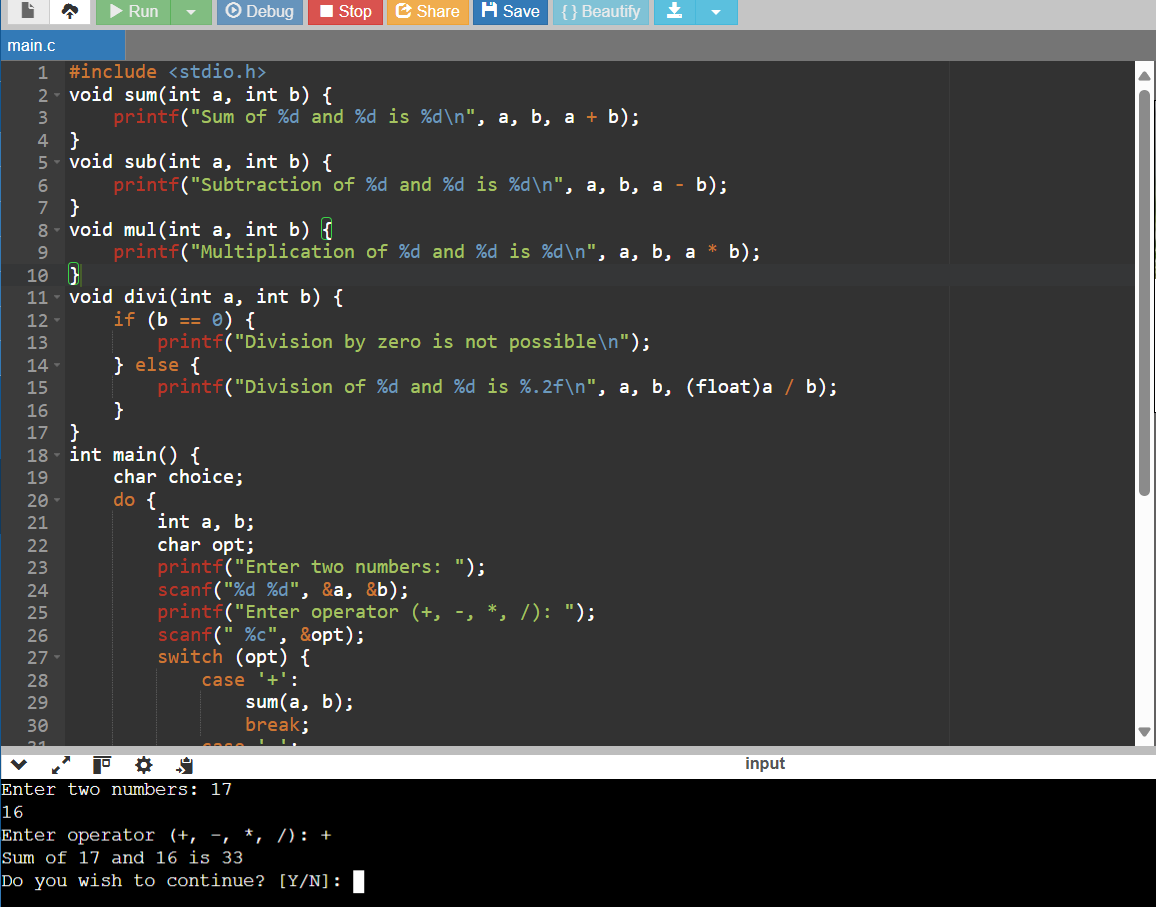 Run Debug Stop Share Save { } Beautify
main.c
1 #include <stdio.h>
2 void sum(int a, int b) {
3     printf("Sum of %d and %d is %d\n", a, b, a + b);
4 }
5 void sub(int a, int b) {
6     printf("Subtraction of %d and %d is %d\n", a, b, a - b);
7 }
8 void mul(int a, int b) {
9     printf("Multiplication of %d and %d is %d\n", a, b, a * b);
10 }
11 void divi(int a, int b) {
12     if (b == 0) {
13         printf("Division by zero is not possible\n");
14     } else {
15         printf("Division of %d and %d is %.2f\n", a, b, (float)a / b);
16     }
17 }
18 int main() {
19     char choice;
20     do {
21         int a, b;
22         char opt;
23         printf("Enter two numbers: ");
24         scanf("%d %d", &a, &b);
25         printf("Enter operator (+, -, *, /): ");
26         scanf(" %c", &opt);
27         switch (opt) {
28             case '+':
29                 sum(a, b);
30                 break;
input
Enter two numbers: 17
16
Enter operator (+, -, *, /): +
Sum of 17 and 16 is 33
Do you wish to continue? [Y/N]: